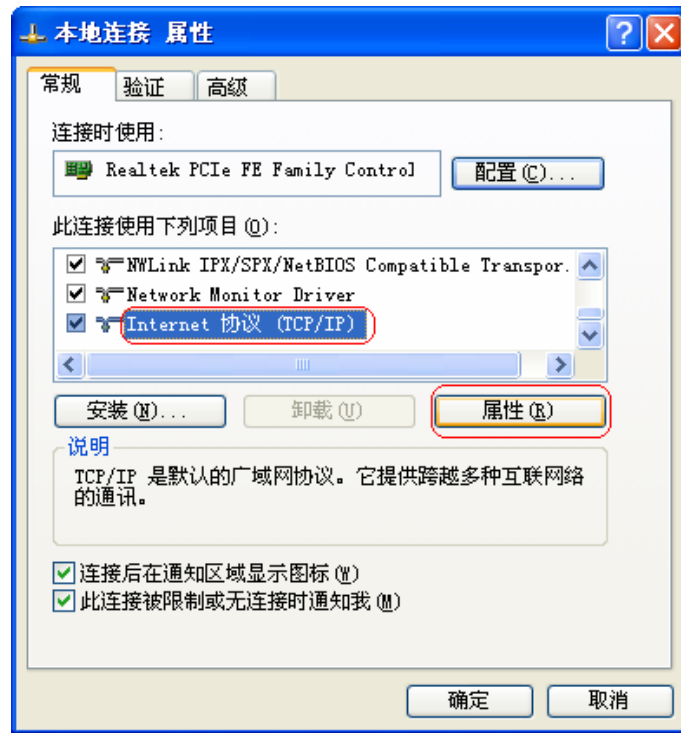 本地连接 属性
常规 验证 高级
连接时使用:
Realtek PCIe FE Family Control
配置(C)...
此连接使用下列项目(O):
NWLink IPX/SPX/NetBIOS Compatible Transpor.
Network Monitor Driver
Internet 协议 (TCP/IP)
安装(N)... 卸载(U) 属性(R)
说明
TCP/IP 是默认的广域网协议。它提供跨越多种互联网络
的通讯。
连接后在通知区域显示图标(W)
此连接被限制或无连接时通知我(M)
确定 取消